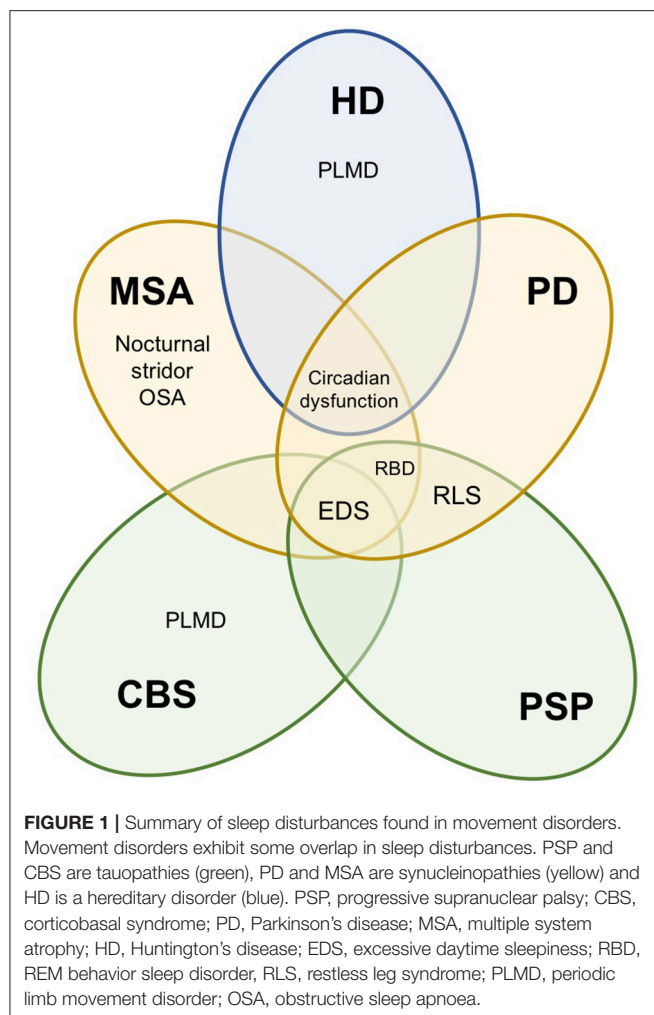 HD
PLMD
MSA
PD
Nocturnal
stridor
OSA
Circadian
dysfunction
RBD
EDS
RLS
PLMD
CBS
PSP
FIGURE 1 | Summary of sleep disturbances found in movement disorders.
Movement disorders exhibit some overlap in sleep disturbances. PSP and
CBS are tauopathies (green), PD and MSA are synucleinopathies (yellow) and
HD is a hereditary disorder (blue). PSP, progressive supranuclear palsy; CBS,
corticobasal syndrome; PD, Parkinson's disease; MSA, multiple system
atrophy; HD, Huntington's disease; EDS, excessive daytime sleepiness; RBD,
REM behavior sleep disorder, RLS, restless leg syndrome; PLMD, periodic
limb movement disorder; OSA, obstructive sleep apnoea.